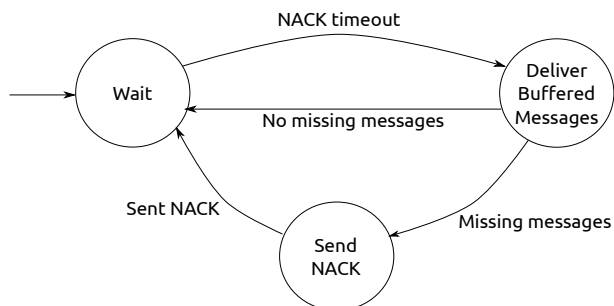 NACK timeout
Wait
Deliver
Buffered
Messages
No missing messages
Sent NACK
Missing messages
Send
NACK